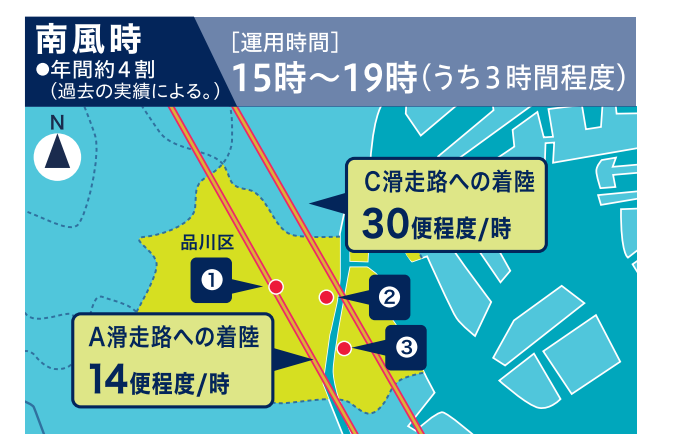 南風時
●年間約4割
（過去の実績による。）
［運用時間］
15時～19時（うち3時間程度）
N
C滑走路への着陸
30便程度/時
品川区
❶
❷
❸
A滑走路への着陸
14便程度/時